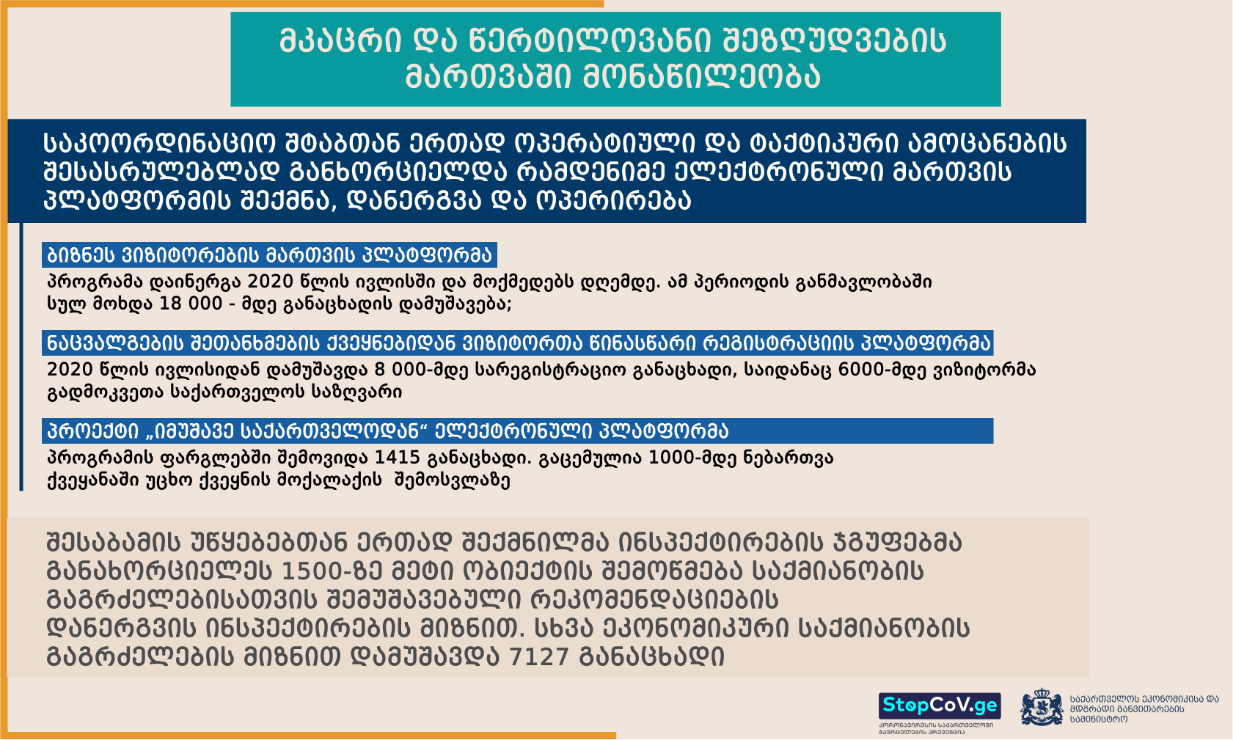 მკაცრი და წერტილოვანი შეზღუდვების
მართვაში მონაწილეობა
საკოორდინაციო შტაბთან ერთად ოპერატიული და ტაქტიკური ამოცანების
შესასრულებლად განხორციელდა რამდენიმე ელექტრონული მართვის
პლატფორმის შექმნა, დანერგვა და ოპერირება
ბიზნეს ვიზიტორების მართვის პლატფორმა
პროგრამა დაინერგა 2020 წლის ივლისში და მოქმედებს დღემდე. ამ პერიოდის განმავლობაში
სულ მოხდა 18 000 - მდე განაცხადის დამუშავება;
ნაცვალგების შეთანხმების ქვეყნებიდან ვიზიტორთა წინასწარი რეგისტრაციის პლატფორმა
2020 წლის ივლისიდან დამუშავდა 8 000-მდე სარეგისტრაციო განაცხადი, საიდანაც 6000-მდე ვიზიტორმა
გადმოკვეთა საქართველოს საზღვარი
პროექტი „იმუშავე საქართველოდან“ ელექტრონული პლატფორმა
პროგრამის ფარგლებში შემოვიდა 1415 განაცხადი. გაცემულია 1000-მდე ნებართვა
ქვეყანაში უცხო ქვეყნის მოქალაქის შემოსვლაზე
შესაბამის უწყებებთან ერთად შექმნილმა ინსპექტირების ჯგუფებმა
განახორციელეს 1500-ზე მეტი ობიექტის შემოწმება საქმიანობის
გაგრძელებისათვის შემუშავებული რეკომენდაციების
დანერგვის ინსპექტირების მიზნით. სხვა ეკონომიკური საქმიანობის
გაგრძელების მიზნით დამუშავდა 7127 განაცხადი
StopCoV.ge
კორონავირუსის საქართველოში
გავრცელების პრევენცია
საქართველოს ეკონომიკისა და
მდგრადი განვითარების
სამინისტრო